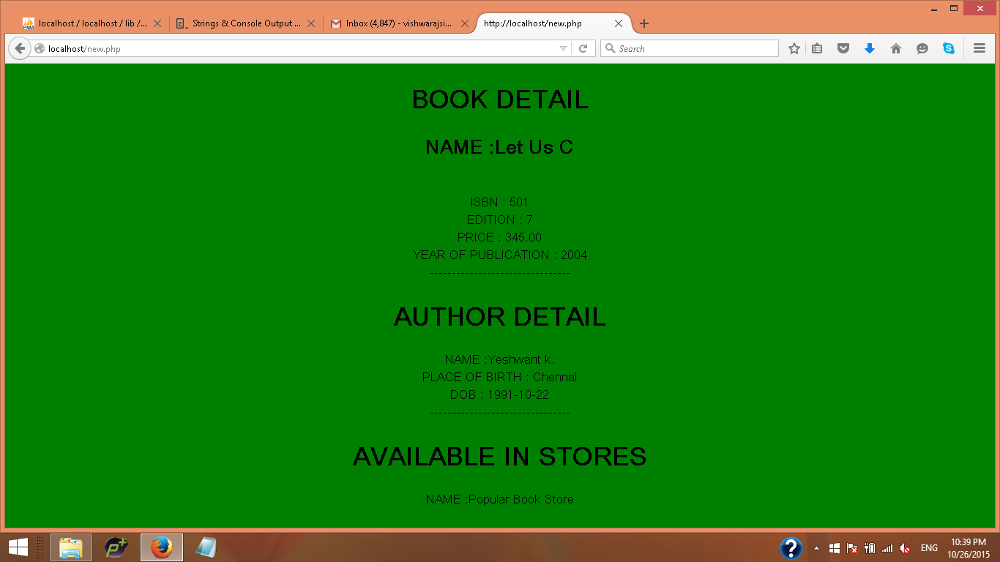 localhost / localhost / lib /...
Strings & Console Output ...
Inbox (4,847) - vishwarajsi...
http://localhost/new.php
localhost/new.php
Search
BOOK DETAIL
NAME :Let Us C
ISBN : 501
EDITION : 7
PRICE : 345.00
YEAR OF PUBLICATION : 2004
--------------------------------
AUTHOR DETAIL
NAME :Yeshwant k.
PLACE OF BIRTH : Chennai
DOB : 1991-10-22
--------------------------------
AVAILABLE IN STORES
NAME :Popular Book Store
ENG
10:39 PM
10/26/2015